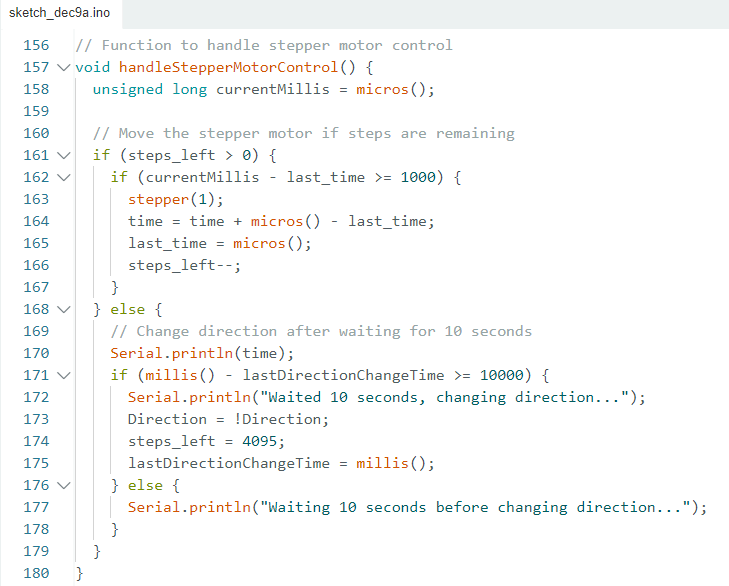 sketch_dec9a.ino
156 // Function to handle stepper motor control
157 void handleStepperMotorControl() {
158   unsigned long currentMillis = micros();
159
160   // Move the stepper motor if steps are remaining
161   if (steps_left > 0) {
162     if (currentMillis - last_time >= 1000) {
163       stepper(1);
164       time = time + micros() - last_time;
165       last_time = micros();
166       steps_left--;
167     }
168   } else {
169     // Change direction after waiting for 10 seconds
170     Serial.println(time);
171     if (millis() - lastDirectionChangeTime >= 10000) {
172       Serial.println("Waited 10 seconds, changing direction...");
173       Direction = !Direction;
174       steps_left = 4095;
175       lastDirectionChangeTime = millis();
176     } else {
177       Serial.println("Waiting 10 seconds before changing direction...");
178     }
179   }
180 }